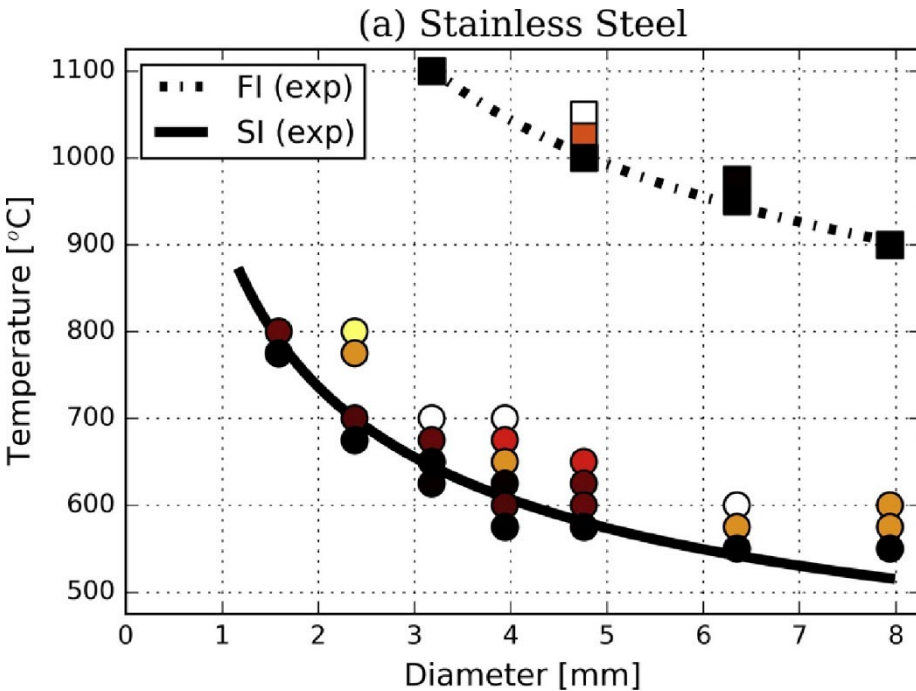 (a) Stainless Steel
1100
1000
900
800
700
600
500
Temperature [°C]
FI (exp)
SI (exp)
0 1 2 3 4 5 6 7 8
Diameter [mm]